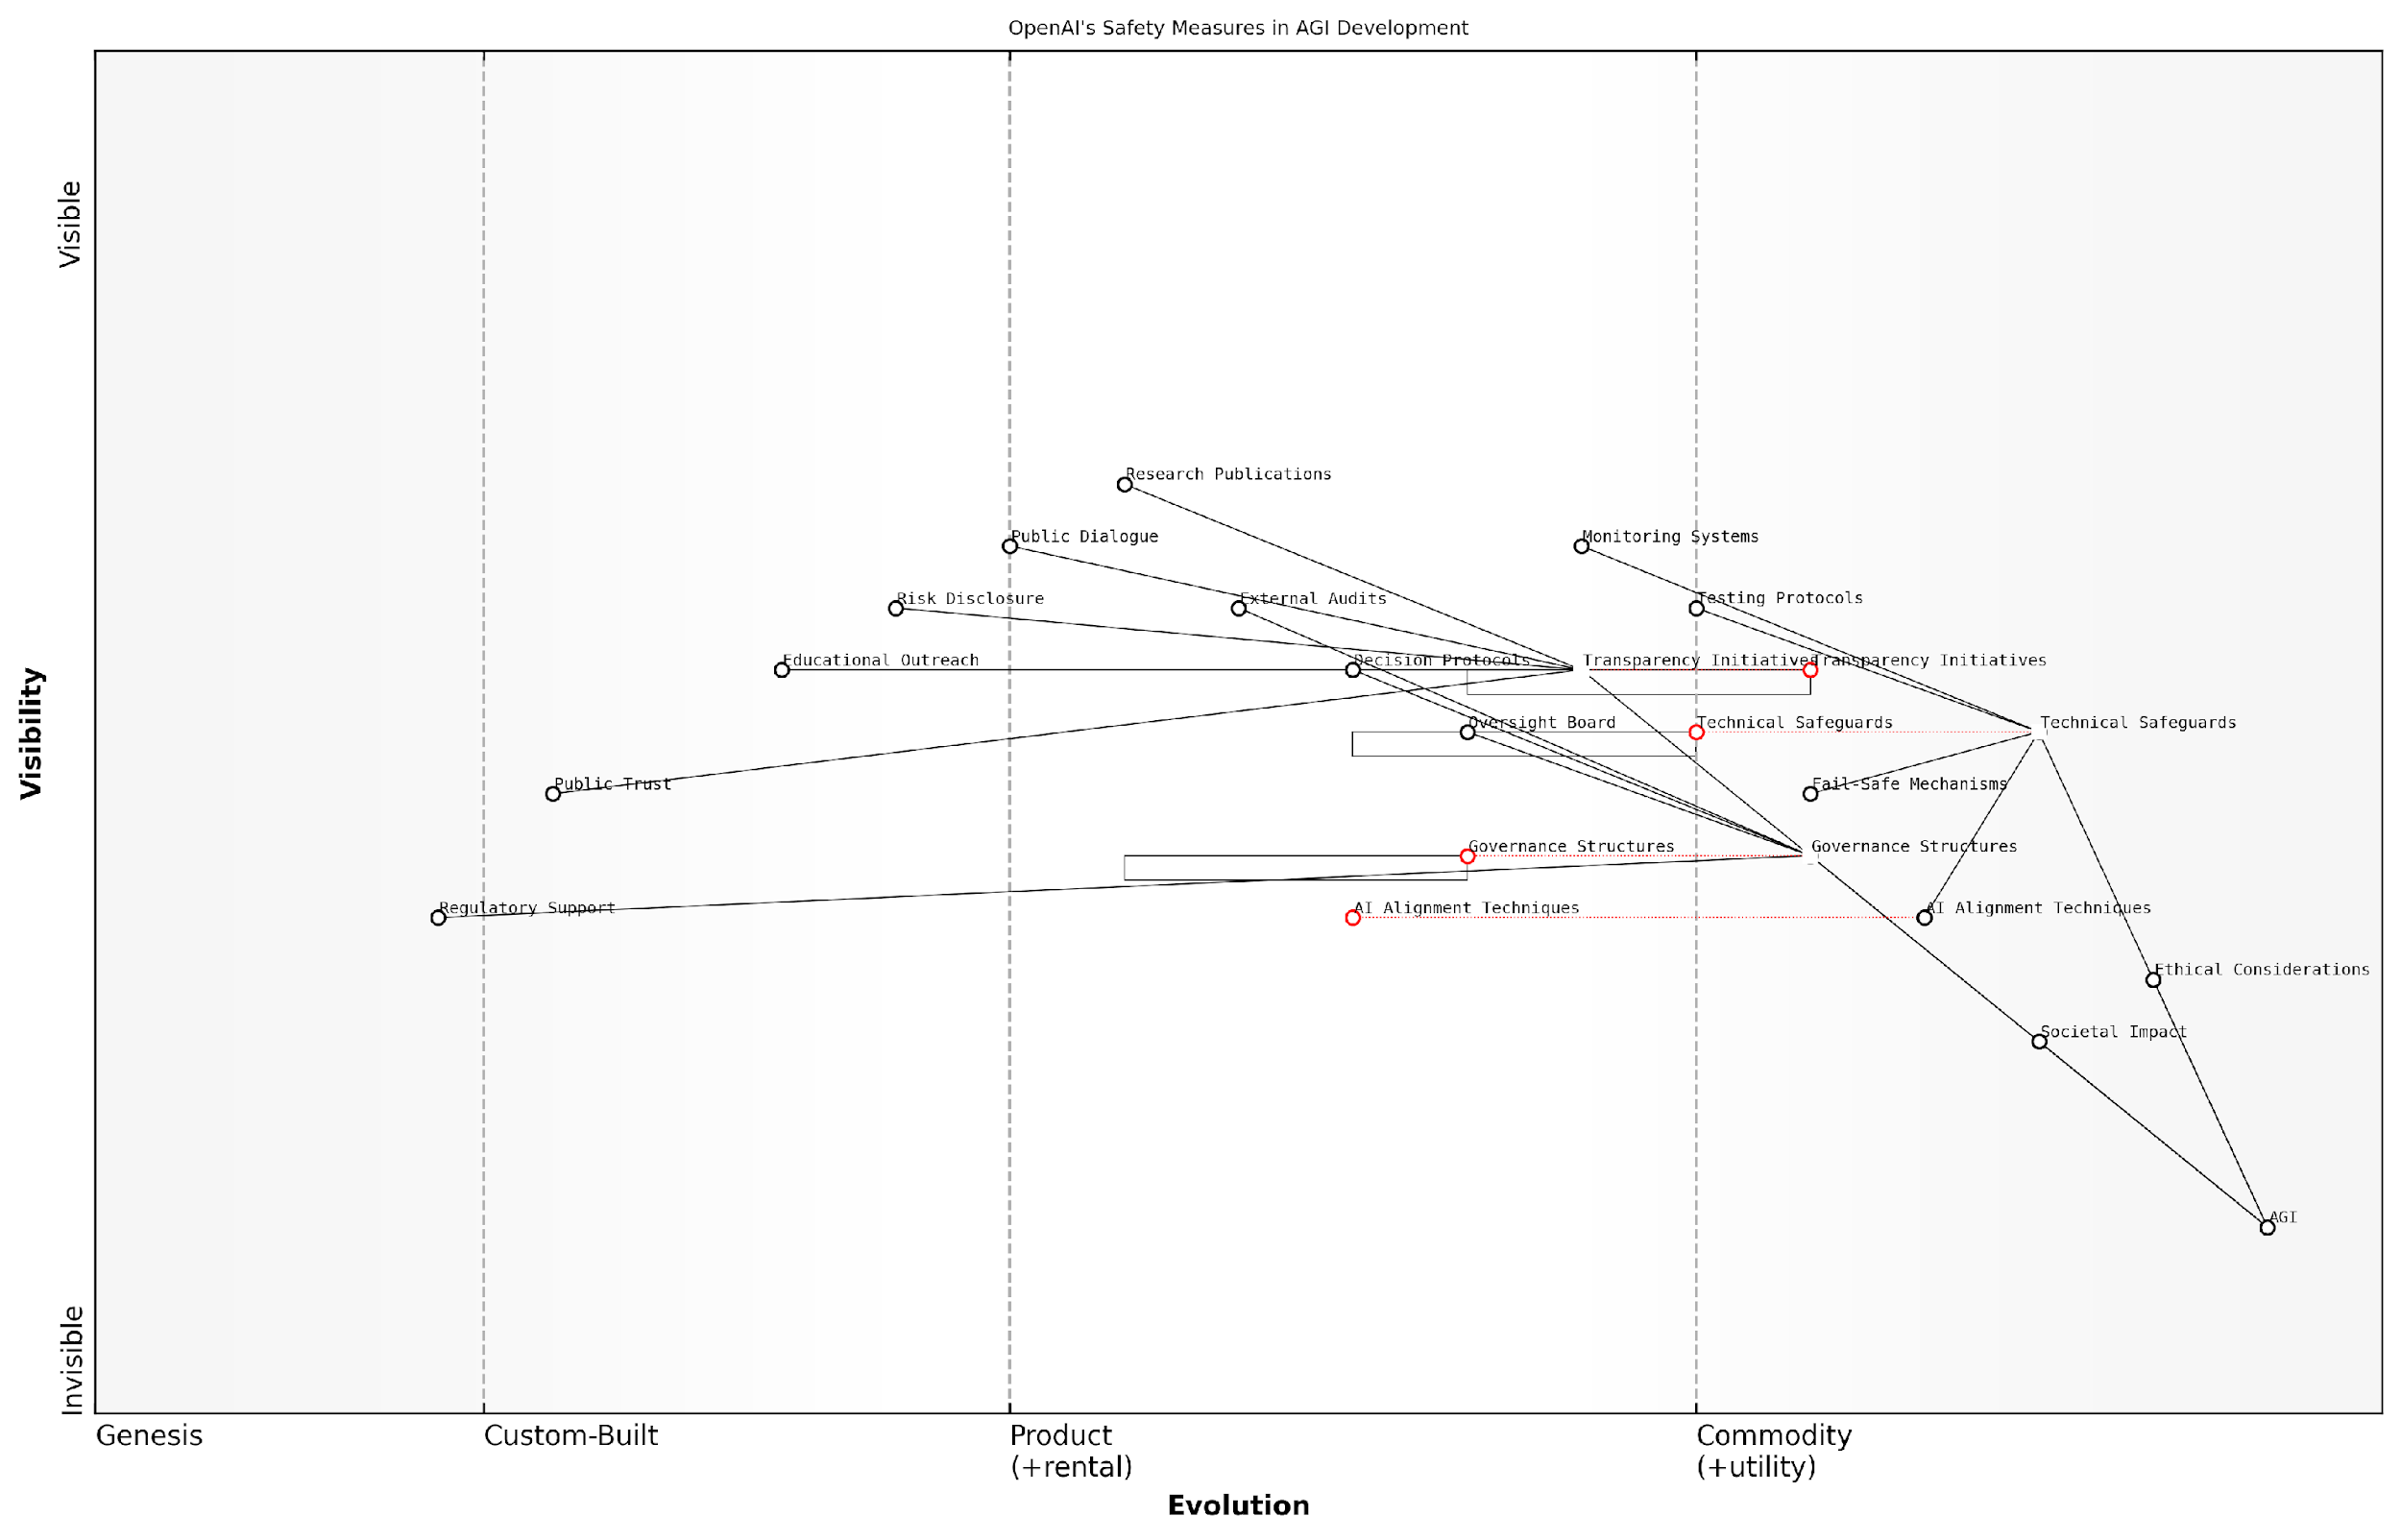 OpenAI's Safety Measures in AGI Development
Visible
Research Publications
Public Dialogue
Monitoring Systems
Risk Disclosure
External Audits
Testing Protocols
Educational Outreach
Decision Protocols
Transparency Initiatives
Transparency Initiatives
Oversight Board
Technical Safeguards
Technical Safeguards
Public Trust
Fail-Safe Mechanisms
Governance Structures
Governance Structures
Regulatory Support
AI Alignment Techniques
AI Alignment Techniques
Ethical Considerations
Societal Impact
AGI
Visibility
Invisible
Genesis
Custom-Built
Product
(+rental)
Commodity
(+utility)
Evolution